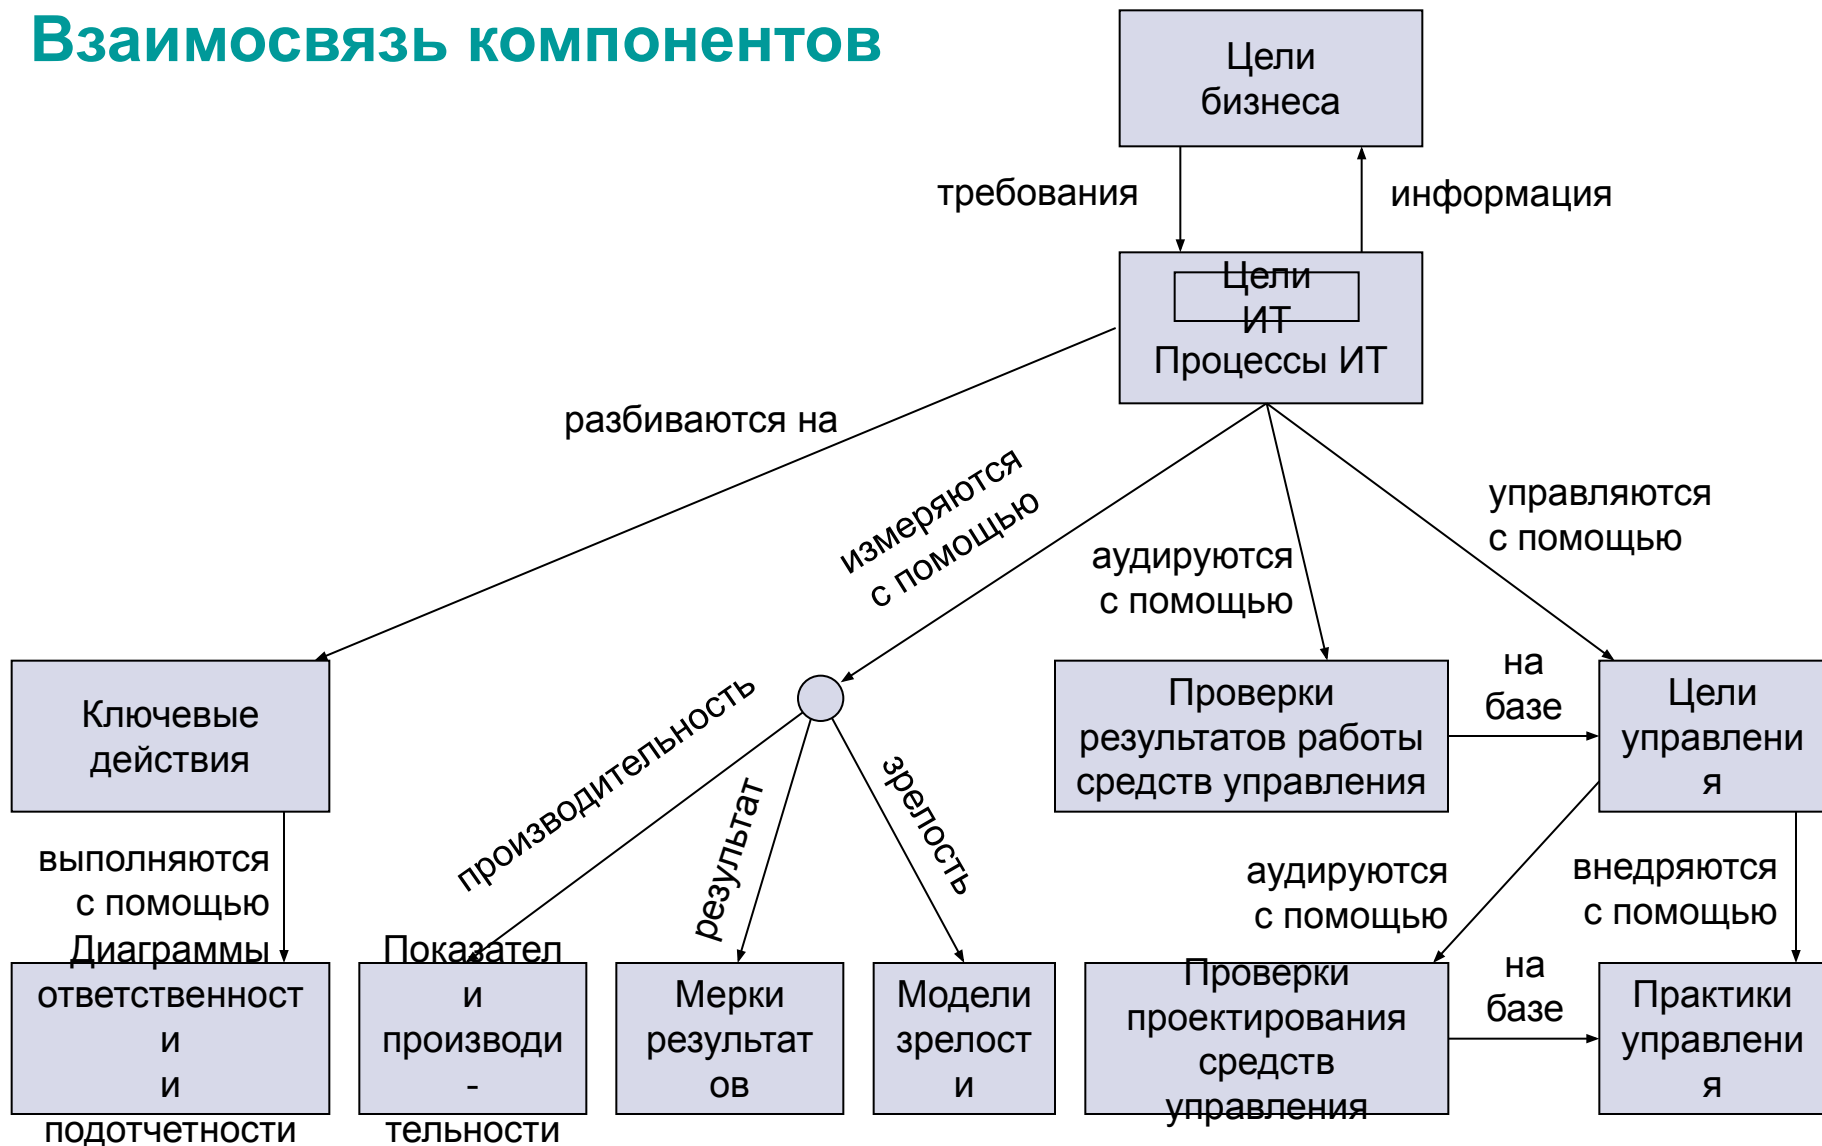 Взаимосвязь компонентов
Цели
бизнеса
требования
информация
Цели
ИТ
Процессы ИТ
разбиваются на
измеряются
с помощью
аудируются
с помощью
управляются
с помощью
Ключевые
действия
Проверки
результатов работы
средств управления
на
базе
Цели
управлени
я
производительность
результат
зрелость
выполняются
с помощью
аудируются
с помощью
внедряются
с помощью
Диаграммы
ответственност
и
и
подотчетности
Показател
и
производи
-
тельности
Мерки
результат
ов
Модели
зрелост
и
Проверки
проектирования
средств
управления
на
базе
Практики
управлени
я